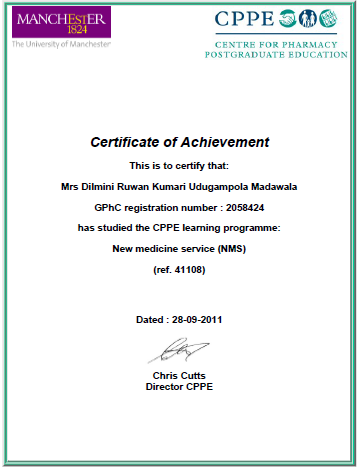 MANCHESTER
1824
The University of Manchester
CPPE
CENTRE FOR PHARMACY
POSTGRADUATE EDUCATION
Certificate of Achievement
This is to certify that:
Mrs Dilmini Ruwan Kumari Udugampola Madawala
GPhC registration number : 2058424
has studied the CPPE learning programme:
New medicine service (NMS)
(ref. 41108)
Dated : 28-09-2011
Chris Cutts
Director CPPE